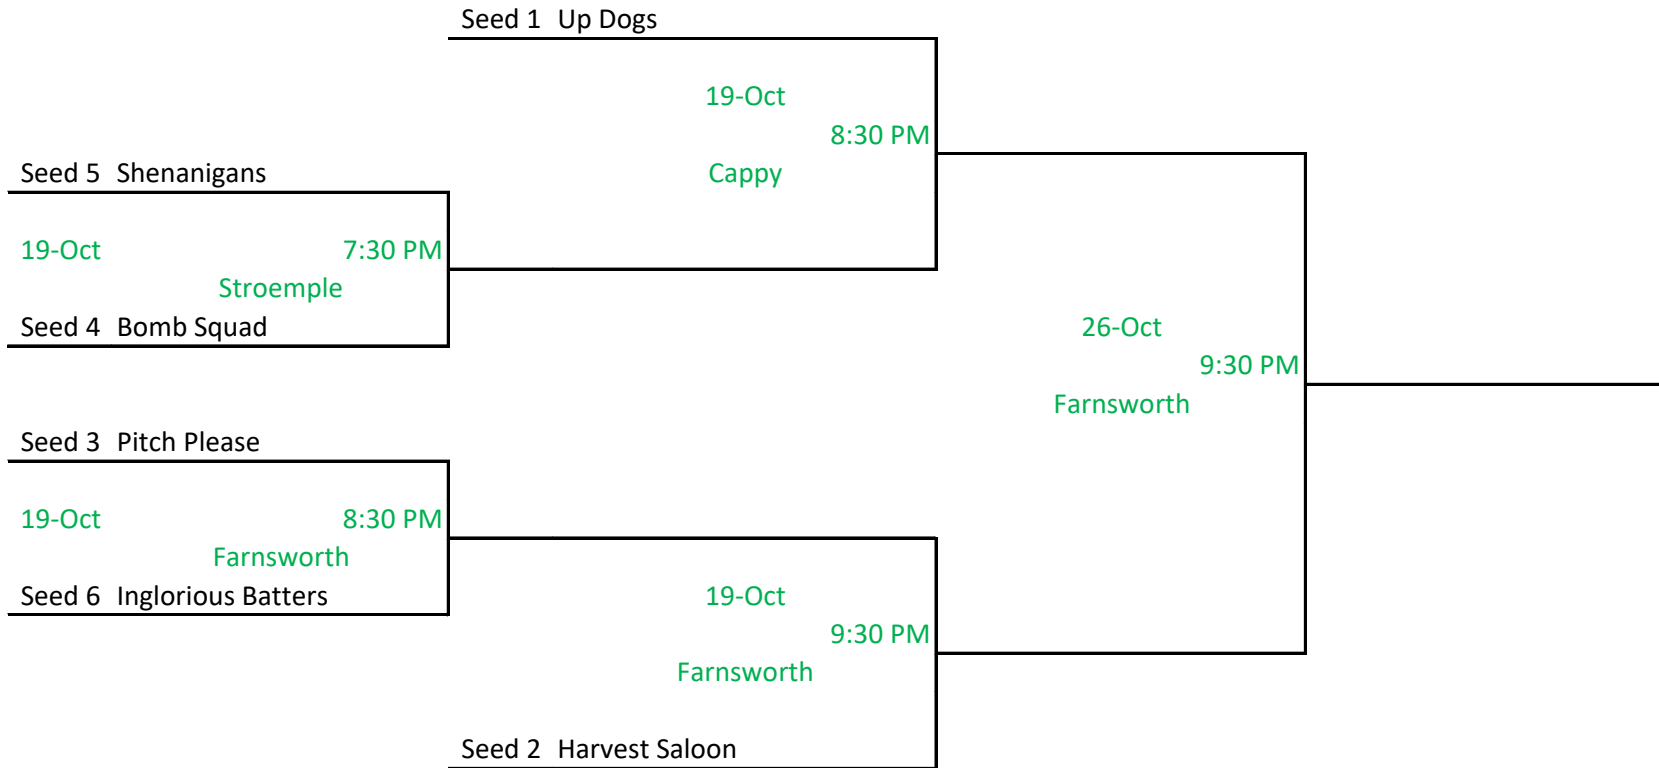 Seed 1 Up Dogs
19-Oct
8:30 PM
Cappy
Seed 5 Shenanigans
19-Oct 7:30 PM
Stroemple
Seed 4 Bomb Squad
26-Oct
9:30 PM
Farnsworth
Seed 3 Pitch Please
19-Oct 8:30 PM
Farnsworth
Seed 6 Inglorious Batters
19-Oct
9:30 PM
Farnsworth
Seed 2 Harvest Saloon